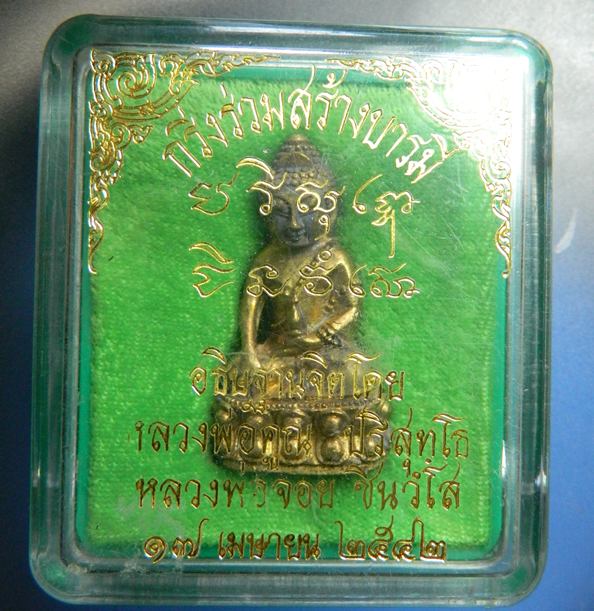 กริ่งร่วมสร้างบารมี
อธิษฐานจิตโดย
หลวงพ่อคูณ ปริสุทฺโธ
หลวงพ่อจ้อย ชินวํโส
๑๗ เมษายน ๒๕๔๒